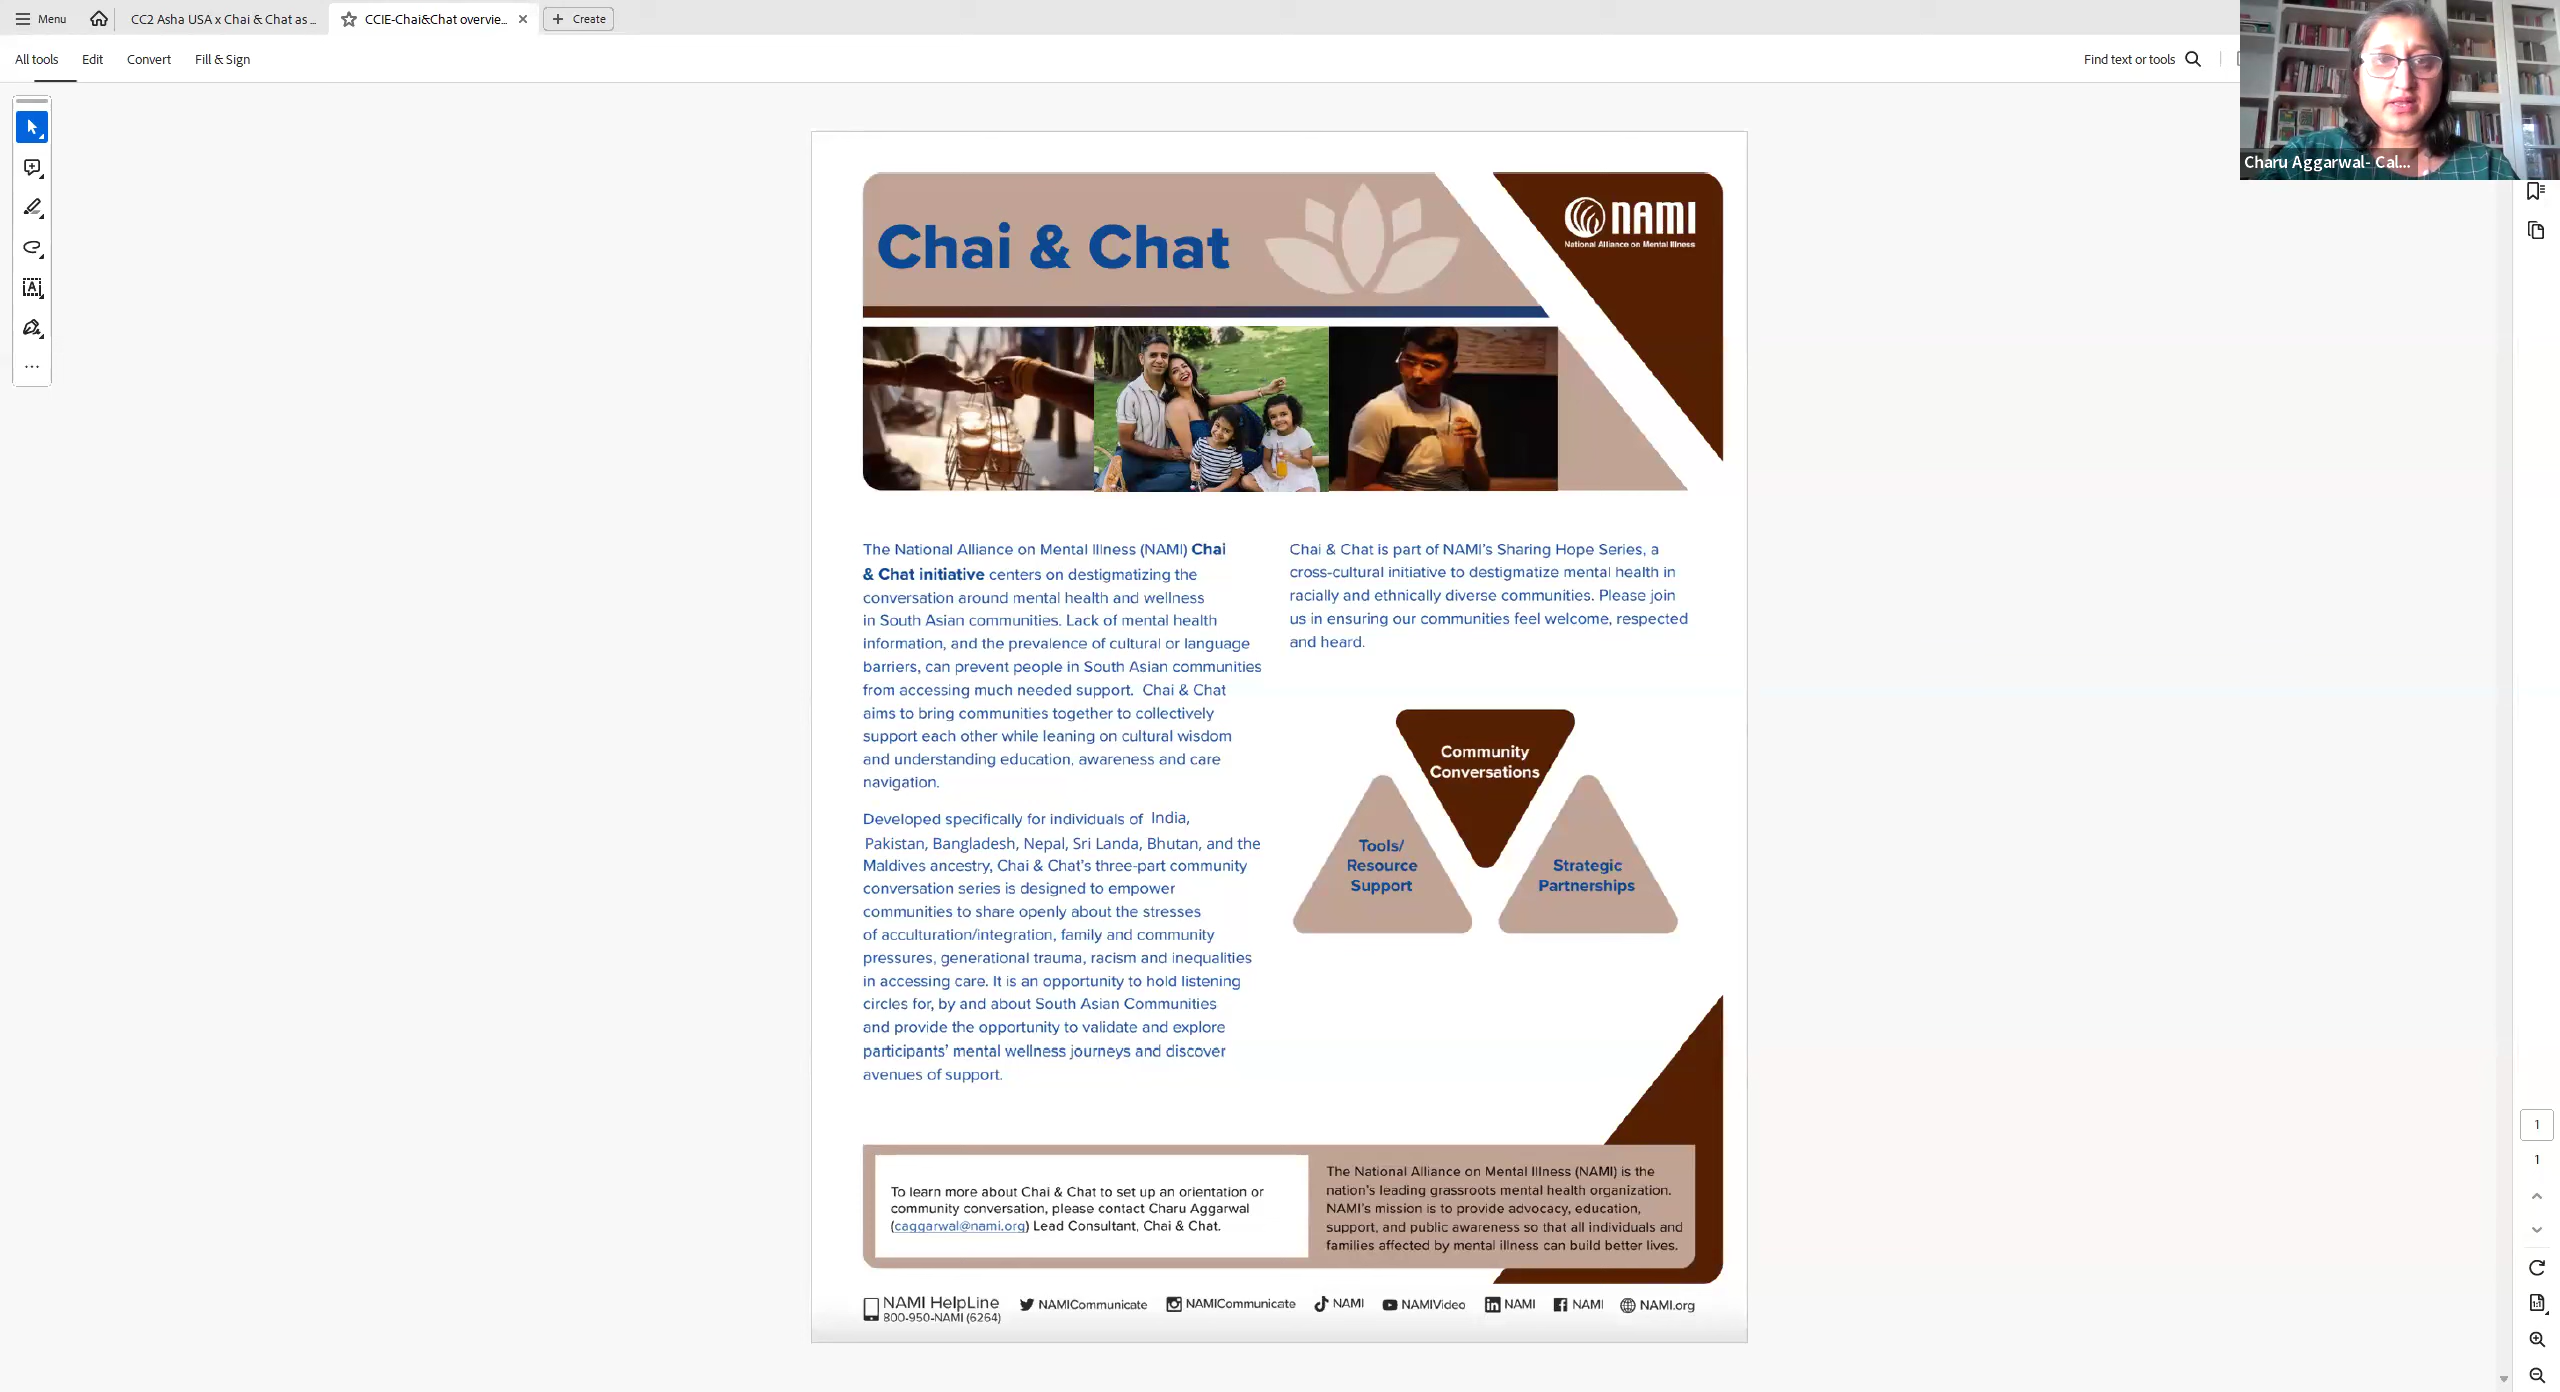 Menu
CC2 Asha USA x Chai & Chat as ...
CCIE-Chai&Chat overvie...
Create
All tools
Edit
Convert
Fill & Sign
Find text or tools
Charu Aggarwal- Cal...
Chai & Chat
NAMI
National Alliance on Mental Illness
The National Alliance on Mental Illness (NAMI) Chai
& Chat initiative centers on destigmatizing the
conversation around mental health and wellness
in South Asian communities. Lack of mental health
information, and the prevalence of cultural or language
barriers, can prevent people in South Asian communities
from accessing much needed support.  Chai & Chat
aims to bring communities together to collectively
support each other while leaning on cultural wisdom
and understanding education, awareness and care
navigation.
Developed specifically for individuals of India,
Pakistan, Bangladesh, Nepal, Sri Landa, Bhutan, and the
Maldives ancestry, Chai & Chat's three-part community
conversation series is designed to empower
communities to share openly about the stresses
of acculturation/integration, family and community
pressures, generational trauma, racism and inequalities
in accessing care. It is an opportunity to hold listening
circles for, by and about South Asian Communities
and provide the opportunity to validate and explore
participants' mental wellness journeys and discover
avenues of support.
Chai & Chat is part of NAMI's Sharing Hope Series, a
cross-cultural initiative to destigmatize mental health in
racially and ethnically diverse communities. Please join
us in ensuring our communities feel welcome, respected
and heard.
Community
Conversations
Tools/
Resource
Support
Strategic
Partnerships
To learn more about Chai & Chat to set up an orientation or
community conversation, please contact Charu Aggarwal
(caggarwal@nami.org) Lead Consultant, Chai & Chat.
The National Alliance on Mental Illness (NAMI) is the
nation's leading grassroots mental health organization.
NAMI's mission is to provide advocacy, education,
support, and public awareness so that all individuals and
families affected by mental illness can build better lives.
NAMI HelpLine
800-950-NAMI (6264)
NAMICommunicate
NAMICommunicate
NAMI
NAMIVideo
NAMI
NAMI
NAMI.org
1
1